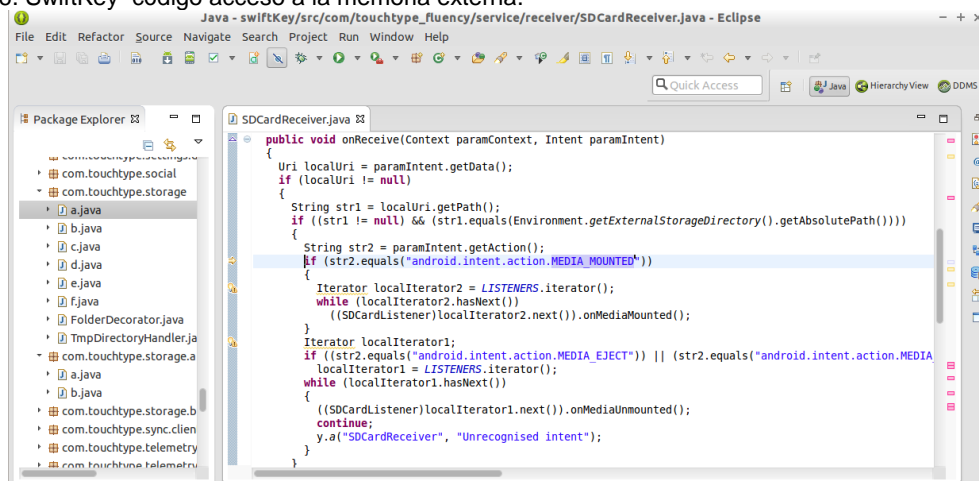 SwiftKey código acceso a la memoria externa.
Java - swiftKey/src/com/touchtype_fluency/service/receiver/SDCardReceiver.java - Eclipse
File Edit Refactor Source Navigate Search Project Run Window Help
Quick Access
Java
Hierarchy View
DDMS
Package Explorer
com.touchtype.social
com.touchtype.storage
a.java
b.java
c.java
d.java
e.java
f.java
FolderDecorator.java
TmpDirectoryHandler.ja
com.touchtype.storage.a
a.java
b.java
com.touchtype.storage.b
com.touchtype.sync.clien
com.touchtype.telemetry
com.touchtype.telemetry
SDCardReceiver.java
public void onReceive(Context paramContext, Intent paramIntent)
{
Uri localUri = paramIntent.getData();
if (localUri != null)
{
String str1 = localUri.getPath();
if ((str1 != null) && (str1.equals(Environment.getExternalStorageDirectory().getAbsolutePath())))
{
String str2 = paramIntent.getAction();
if (str2.equals("android.intent.action.MEDIA_MOUNTED"))
{
Iterator localIterator2 = LISTENERS.iterator();
while (localIterator2.hasNext())
((SDCardListener)localIterator2.next()).onMediaMounted();
}
Iterator localIterator1;
if ((str2.equals("android.intent.action.MEDIA_EJECT")) || (str2.equals("android.intent.action.MEDIA_
localIterator1 = LISTENERS.iterator();
while (localIterator1.hasNext())
{
((SDCardListener)localIterator1.next()).onMediaUnmounted();
continue;
y.a("SDCardReceiver", "Unrecognised intent");
}
}